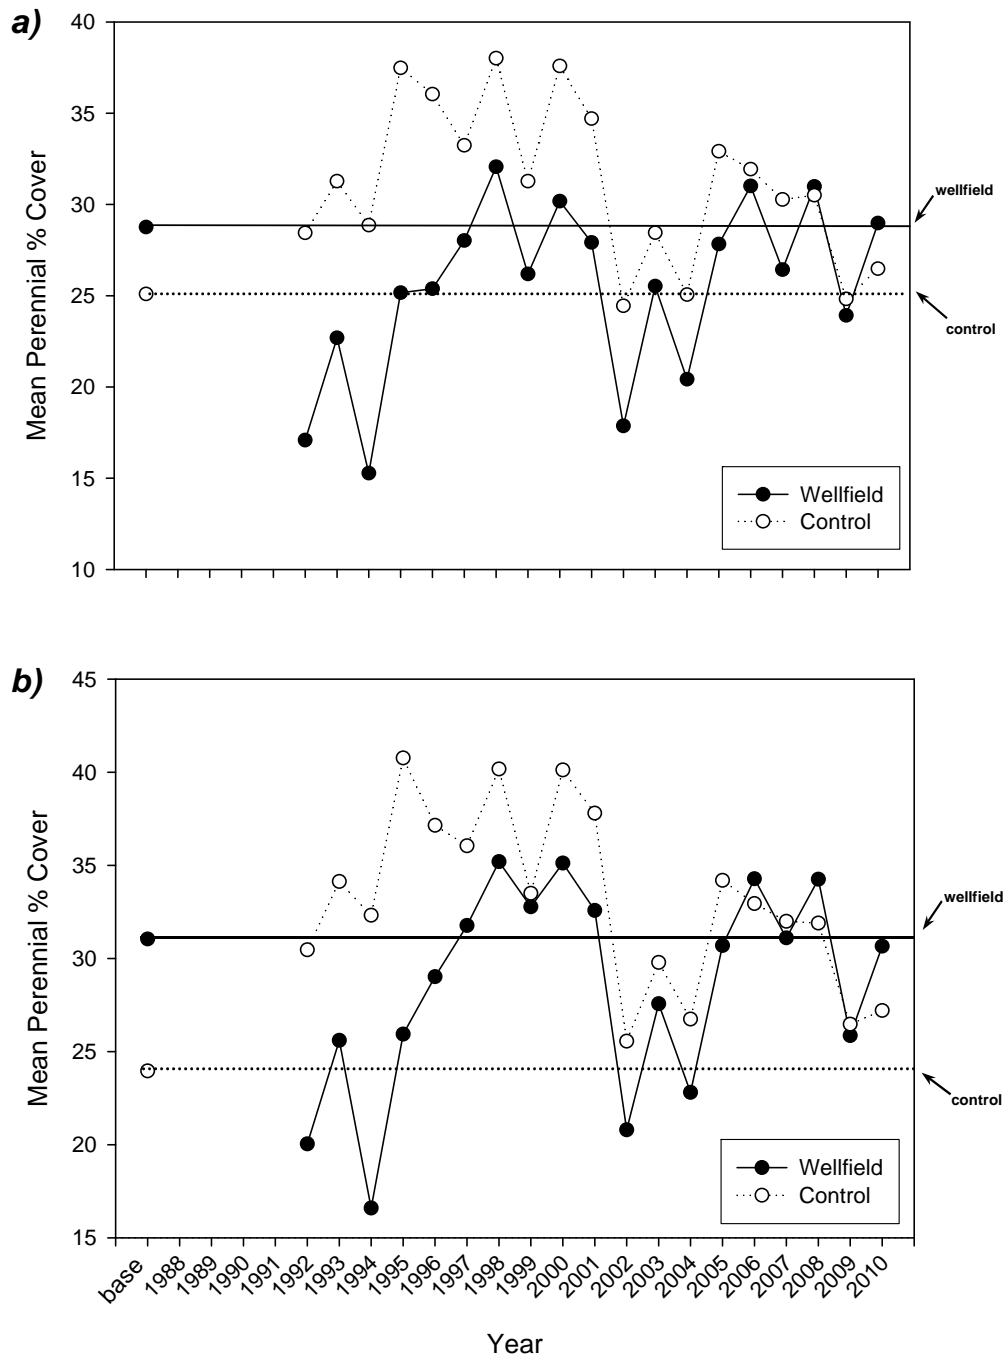 a)
Mean Perennial % Cover
40
35
30
25
20
15
10
wellfield
control
Wellfield
Control
b)
Mean Perennial % Cover
45
40
35
30
25
20
15
wellfield
control
Wellfield
Control
base
1988
1989
1990
1991
1992
1993
1994
1995
1996
1997
1998
1999
2000
2001
2002
2003
2004
2005
2006
2007
2008
2009
2010
Year